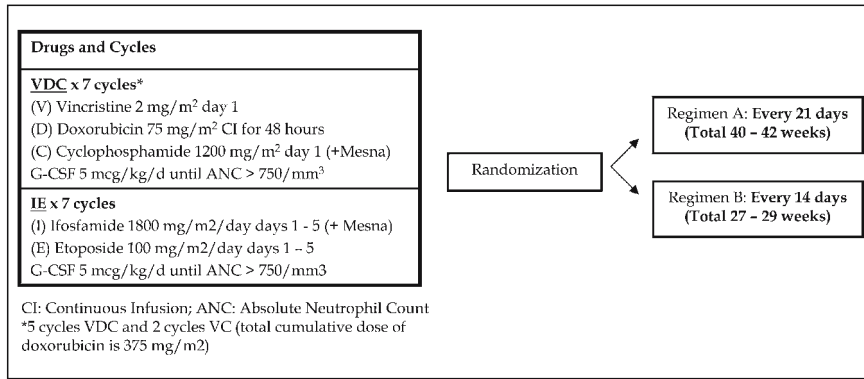 Drugs and Cycles
VDC x 7 cycles*
(V) Vincristine 2 mg/m² day 1
(D) Doxorubicin 75 mg/m² CI for 48 hours
(C) Cyclophosphamide 1200 mg/m² day 1 (+Mesna)
G-CSF 5 mcg/kg/d until ANC > 750/mm³
IE x 7 cycles
(I) Ifosfamide 1800 mg/m2/day days 1 - 5 (+ Mesna)
(E) Etoposide 100 mg/m2/day days 1 – 5
G-CSF 5 mcg/kg/d until ANC > 750/mm3
CI: Continuous Infusion; ANC: Absolute Neutrophil Count
*5 cycles VDC and 2 cycles VC (total cumulative dose of
doxorubicin is 375 mg/m2)
Randomization
Regimen A: Every 21 days
(Total 40 – 42 weeks)
Regimen B: Every 14 days
(Total 27 – 29 weeks)